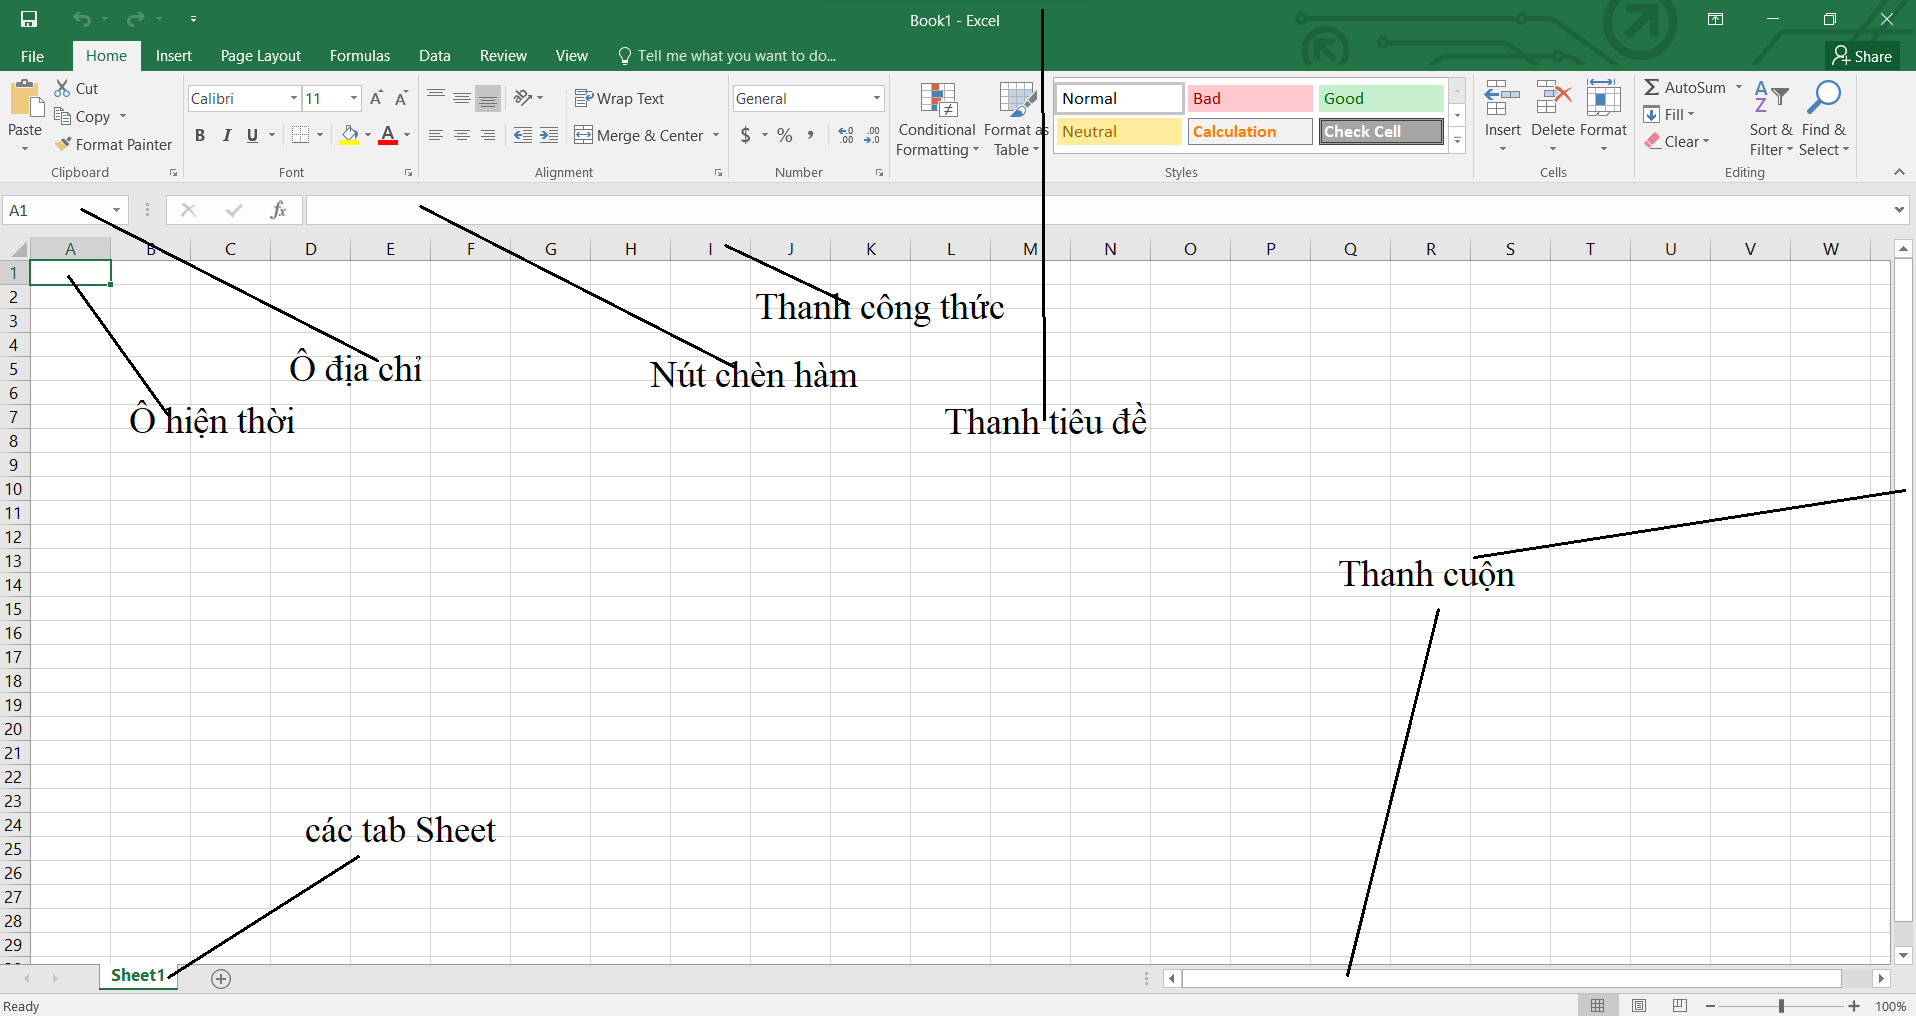 Book1 - Excel
File Home Insert Page Layout Formulas Data Review View Tell me what you want to do... Share
Paste Cut Copy Format Painter
Clipboard
Calibri 11
B I U A
Font
Wrap Text
Merge & Center
Alignment
General
$ % ,
Number
Conditional Formatting
Format as Table
Normal Bad Good
Neutral Calculation Check Cell
Styles
Insert Delete Format
Cells
AutoSum
Fill
Clear
Sort & Filter
Find & Select
Editing
A1 fx
A B C D E F G H I J K L M N O P Q R S T U V W
1
2
Thanh công thức
3
4
5
Ô địa chỉ
Nút chèn hàm
6
7
Ô hiện thời
Thanh tiêu đề
8
9
10
11
12
13
Thanh cuộn
14
15
16
17
18
19
20
21
22
23
24
các tab Sheet
25
26
27
28
29
Sheet1
Ready 100%